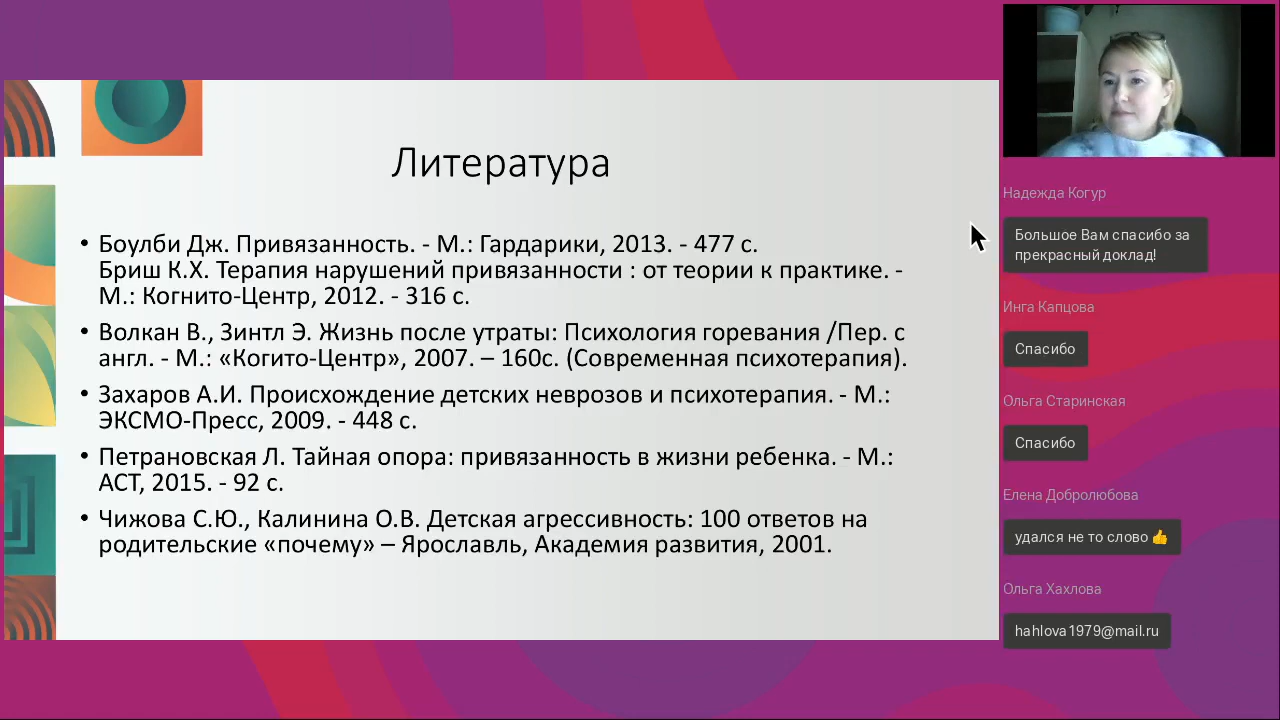 Литература
• Боулби Дж. Привязанность. - М.: Гардарики, 2013. - 477 с.
Бриш К.Х. Терапия нарушений привязанности : от теории к практике. -
М.: Когнито-Центр, 2012. - 316 с.
• Волкан В., Зинтл Э. Жизнь после утраты: Психология горевания /Пер. с
англ. - М.: «Когито-Центр», 2007. – 160с. (Современная психотерапия).
• Захаров А.И. Происхождение детских неврозов и психотерапия. - М.:
ЭКСМО-Пресс, 2009. - 448 с.
• Петрановская Л. Тайная опора: привязанность в жизни ребенка. - М.:
АСТ, 2015. - 92 с.
• Чижова С.Ю., Калинина О.В. Детская агрессивность: 100 ответов на
родительские «почему» – Ярославль, Академия развития, 2001.
Надежда Когур
Большое Вам спасибо за
прекрасный доклад!
Инга Капцова
Спасибо
Ольга Старинская
Спасибо
Елена Добролюбова
удался не то слово 👍
Ольга Хахлова
hahlova1979@mail.ru